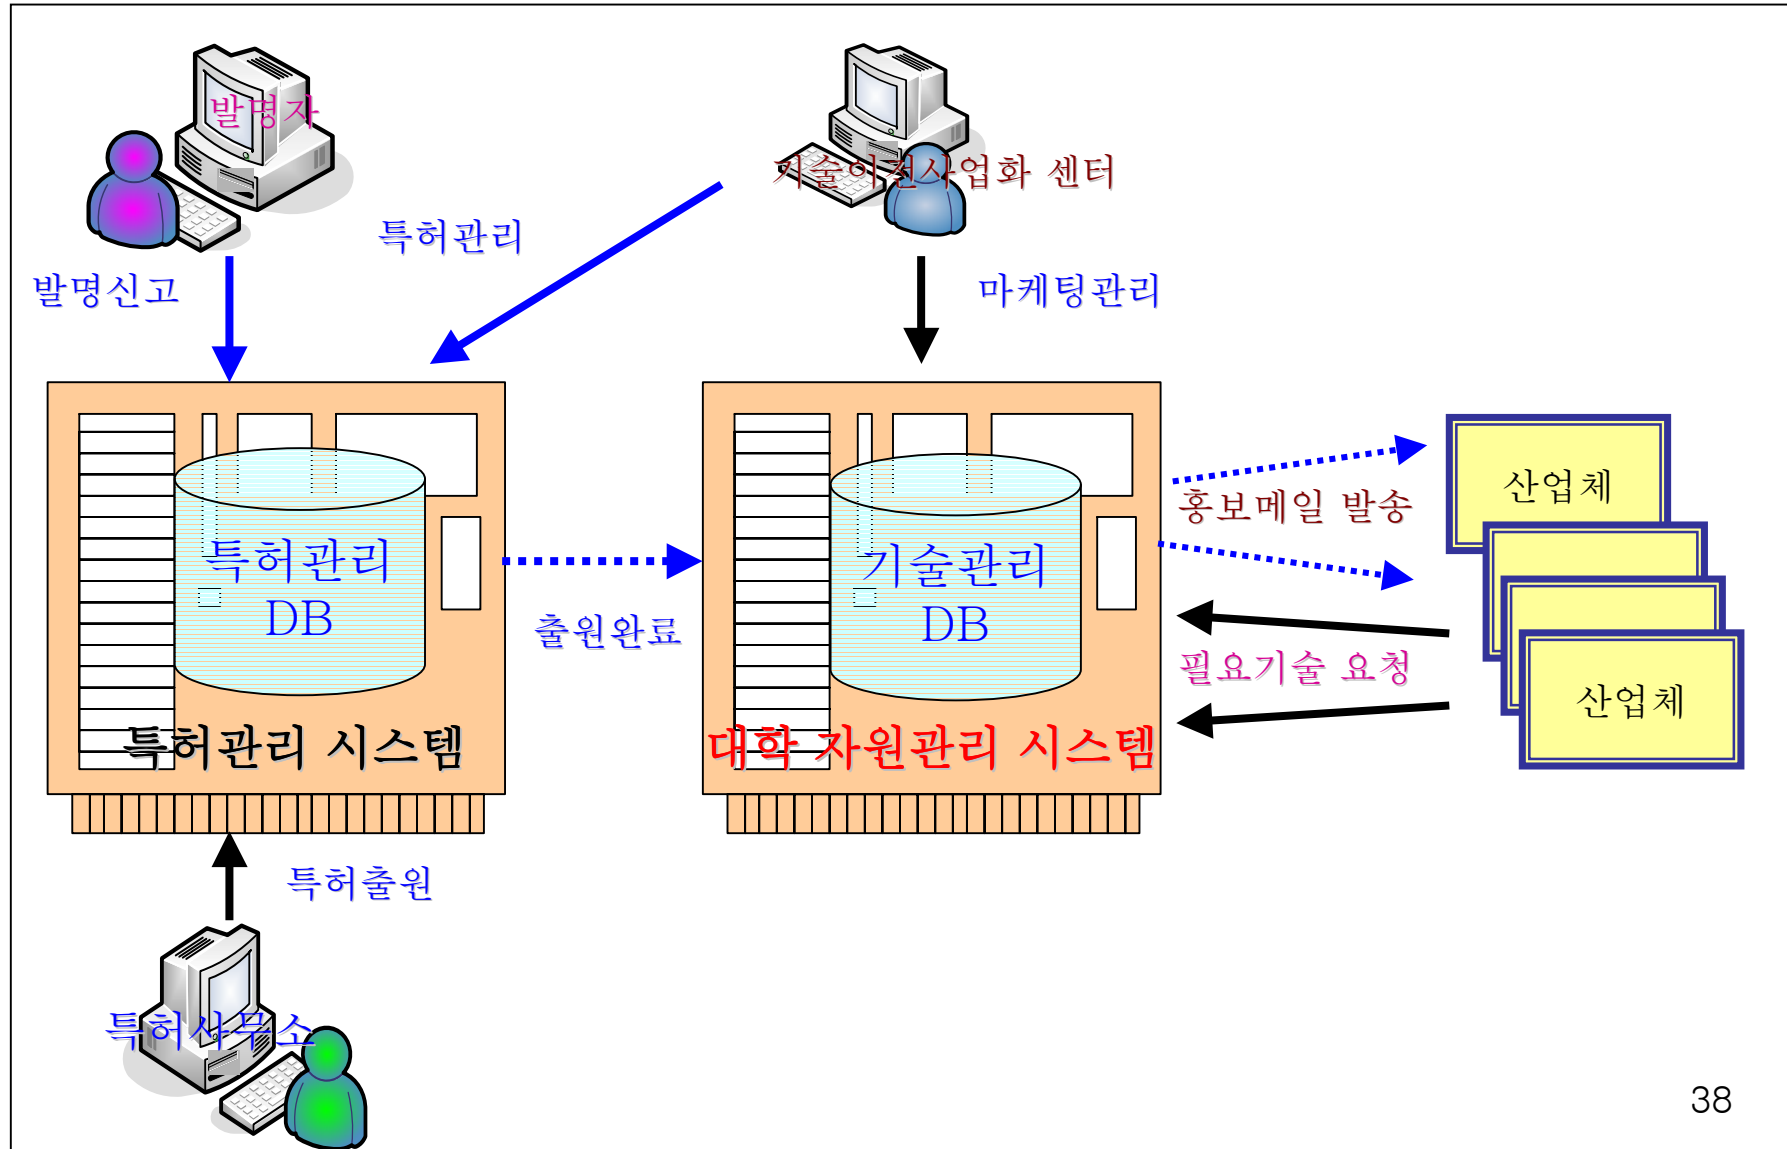 발명자
기술이전사업화 센터
특허관리
발명신고
마케팅관리
산업체
홍보메일 발송
특허관리
DB
기술관리
DB
출원완료
필요기술 요청
산업체
특허관리 시스템
대학 자원관리 시스템
특허출원
특허사무소
38